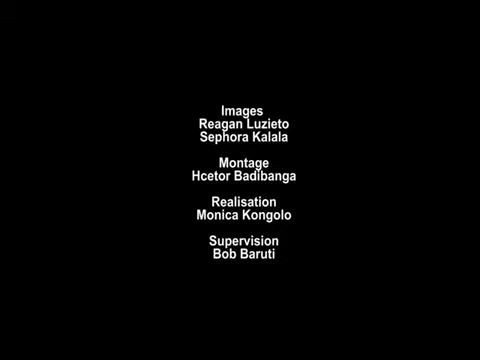 Images
Reagan Luzieto
Sephora Kalala
Montage
Hcetor Badibanga
Realisation
Monica Kongolo
Supervision
Bob Baruti